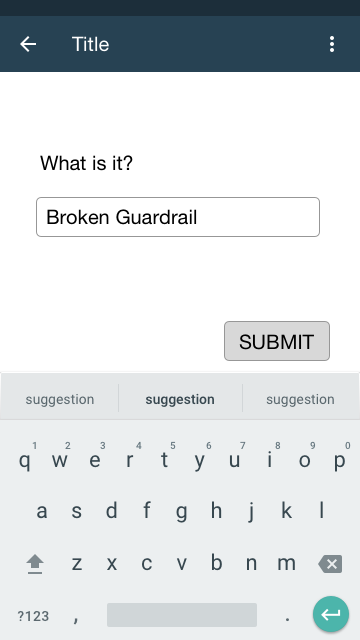 Title
What is it?
Broken Guardrail
SUBMIT
suggestion suggestion suggestion
1 2 3 4 5 6 7 8 9 0
q w e r t y u i o p
a s d f g h j k l
z x c v b n m
?123 , .